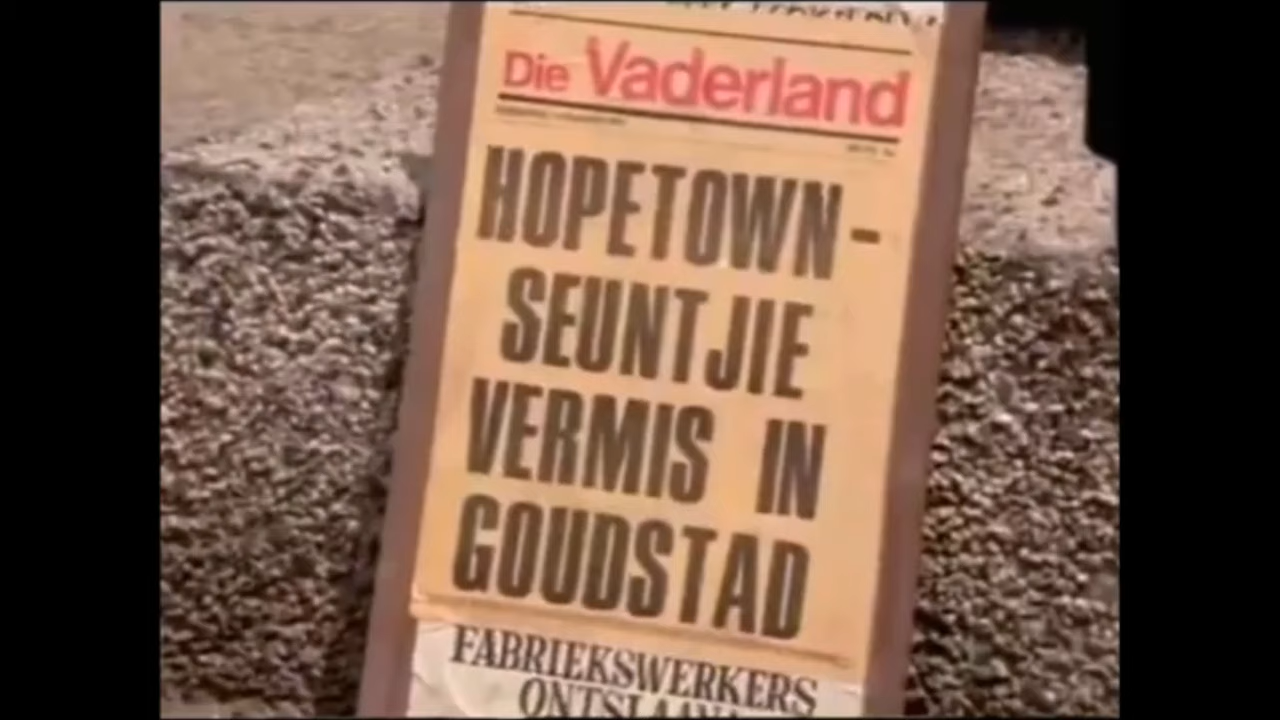 Die Vaderland
HOPETOWN-
SEUNTJIE
VERMIS IN
GOUDSTAD
FABRIEKSWERKERS